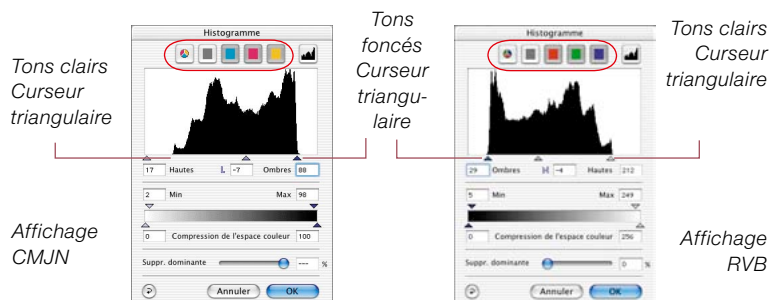 Tons clairs
Curseur
triangulaire
Affichage
CMJN
Histogramme
17 Hautes L -7 Ombres 88
2 Min Max 98
0 Compression de l'espace couleur 100
Suppr. dominante --- %
Annuler OK
Tons
foncés
Curseur
triangu-
laire
Histogramme
29 Ombres M -4 Hautes 212
5 Min Max 249
0 Compression de l'espace couleur 256
Suppr. dominante 0 %
Annuler OK
Tons clairs
Curseur
triangulaire
Affichage
RVB